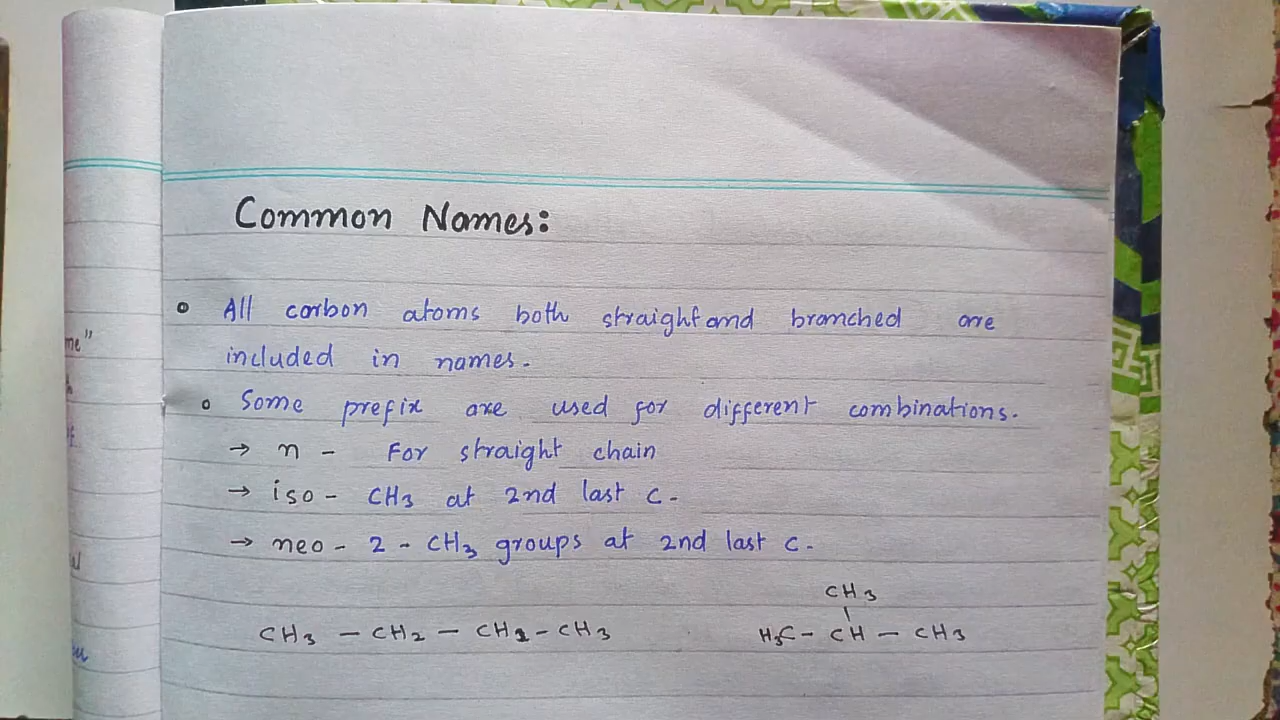 Common Names:
All carbon atoms both straight and branched are
included in names.
me"
Some prefix are used for different combinations.
→ n - For straight chain
→ iso - CH3 at 2nd last C.
→ neo - 2 - CH3 groups at 2nd last C.
CH3
CH3 — CH2 — CH2 - CH3
H3C - CH — CH3